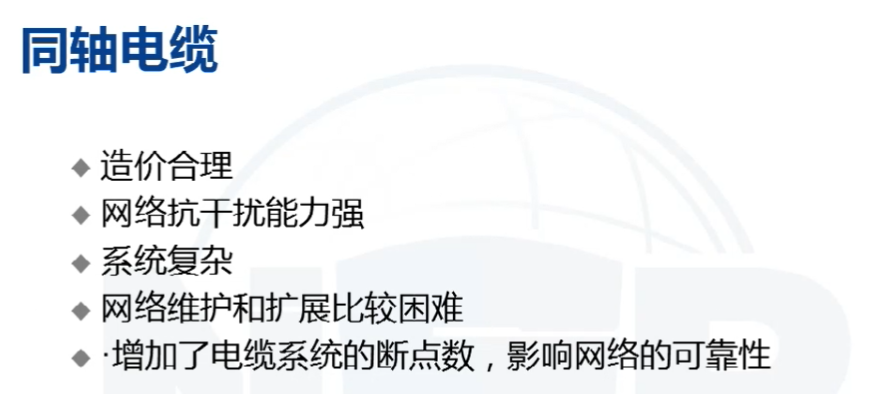 同轴电缆
◆ 造价合理
◆ 网络抗干扰能力强
◆ 系统复杂
◆ 网络维护和扩展比较困难
◆ ·增加了电缆系统的断点数，影响网络的可靠性